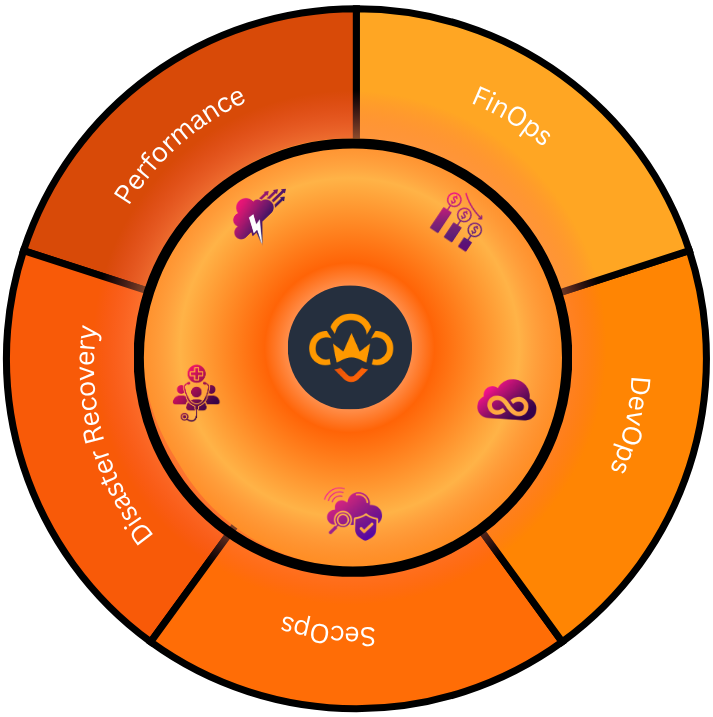 FinOps
DevOps
SecOps
Disaster Recovery
Performance
$
$
$